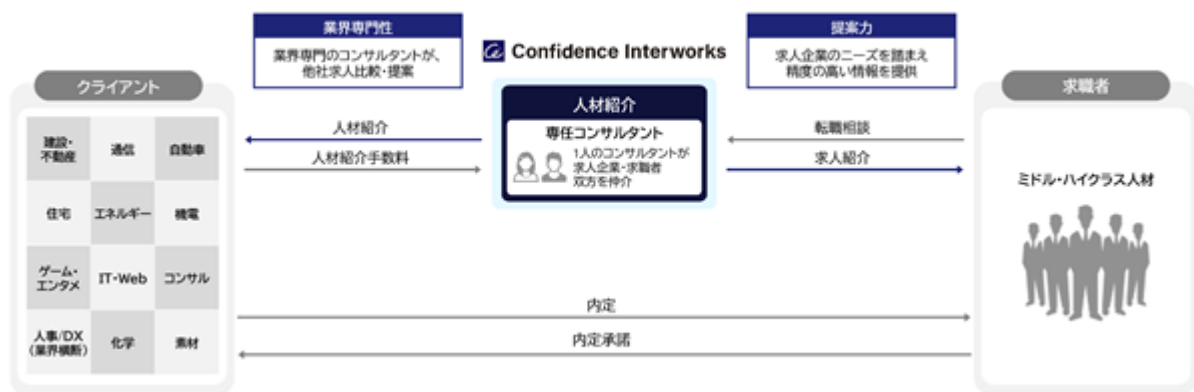 業界専門性
業界専門のコンサルタントが、
他社求人比較・提案
Confidence Interworks
提案力
求人企業のニーズを踏まえ
精度の高い情報を提供
クライアント
建設・
不動産
通信
自動車
住宅
エネルギー
機電
ゲーム・
エンタメ
IT・Web
コンサル
人事/DX
(業界横断)
化学
素材
人材紹介
人材紹介手数料
人材紹介
専任コンサルタント
1人のコンサルタントが
求人企業・求職者
双方を仲介
転職相談
求人紹介
求職者
ミドル・ハイクラス人材
内定
内定承諾